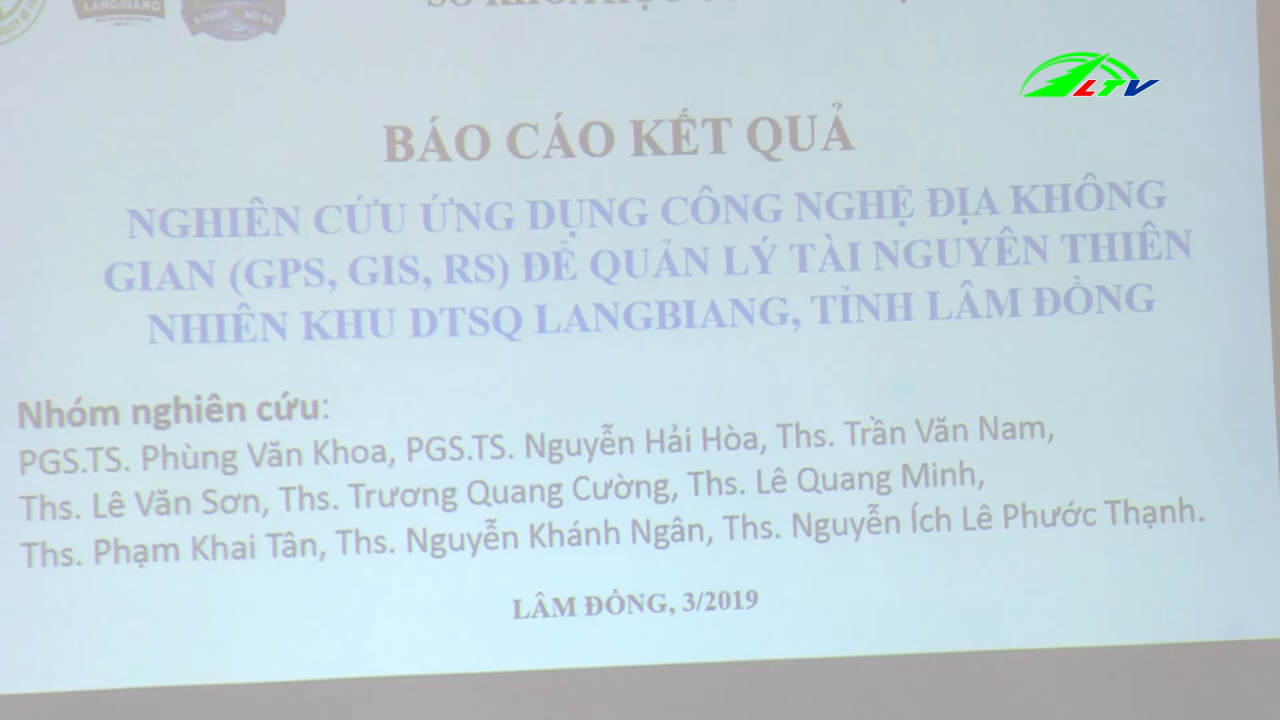 LANGBIANG
BIDOUP NÚI BÀ
LTV
BÁO CÁO KẾT QUẢ
NGHIÊN CỨU ỨNG DỤNG CÔNG NGHỆ ĐỊA KHÔNG
GIAN (GPS, GIS, RS) ĐỂ QUẢN LÝ TÀI NGUYÊN THIÊN
NHIÊN KHU DTSQ LANGBIANG, TỈNH LÂM ĐỒNG
Nhóm nghiên cứu:
PGS.TS. Phùng Văn Khoa, PGS.TS. Nguyễn Hải Hòa, Ths. Trần Văn Nam,
Ths. Lê Văn Sơn, Ths. Trương Quang Cường, Ths. Lê Quang Minh,
Ths. Phạm Khai Tân, Ths. Nguyễn Khánh Ngân, Ths. Nguyễn Ích Lê Phước Thạnh.
LÂM ĐỒNG, 3/2019